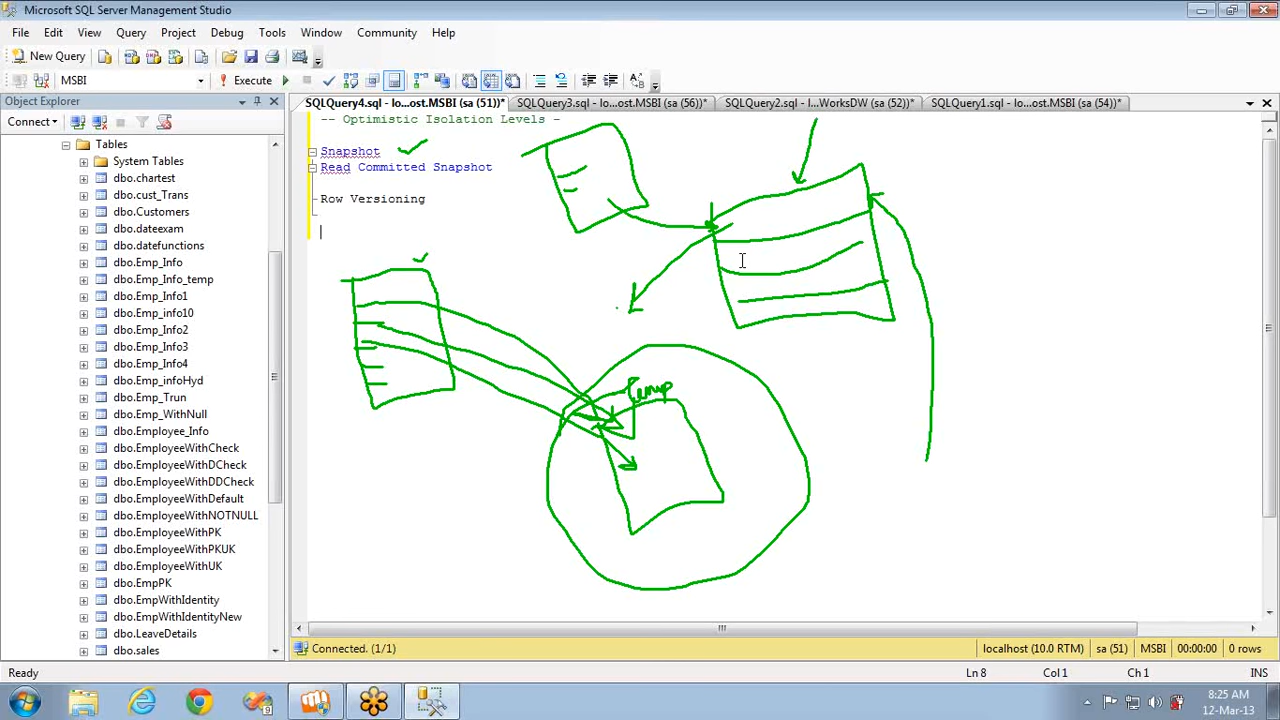 Microsoft SQL Server Management Studio
File Edit View Query Project Debug Tools Window Community Help
New Query
MSBI Execute
Object Explorer
SQLQuery4.sql - lo...ost.MSBI (sa (51))* SQLQuery3.sql - lo...ost.MSBI (sa (56))* SQLQuery2.sql - l...WorksDW (sa (52))* SQLQuery1.sql - lo...ost.MSBI (sa (54))*
Connect
Tables
System Tables
dbo.chartest
dbo.cust_Trans
dbo.Customers
dbo.dateexam
dbo.datefunctions
dbo.Emp_Info
dbo.Emp_Info_temp
dbo.Emp_Info1
dbo.Emp_info10
dbo.Emp_Info2
dbo.Emp_Info3
dbo.Emp_Info4
dbo.Emp_infoHyd
dbo.Emp_Trun
dbo.Emp_WithNull
dbo.Employee_Info
dbo.EmployeeWithCheck
dbo.EmployeeWithDCheck
dbo.EmployeeWithDDCheck
dbo.EmployeeWithDefault
dbo.EmployeeWithNOTNULL
dbo.EmployeeWithPK
dbo.EmployeeWithPKUK
dbo.EmployeeWithUK
dbo.EmpPK
dbo.EmpWithIdentity
dbo.EmpWithIdentityNew
dbo.LeaveDetails
dbo.sales
-- Optimistic Isolation Levels -
Snapshot
Read Committed Snapshot
Row Versioning
Temp
Connected. (1/1) localhost (10.0 RTM) sa (51) MSBI 00:00:00 0 rows
Ready Ln 8 Col 1 Ch 1 INS
8:25 AM
12-Mar-13